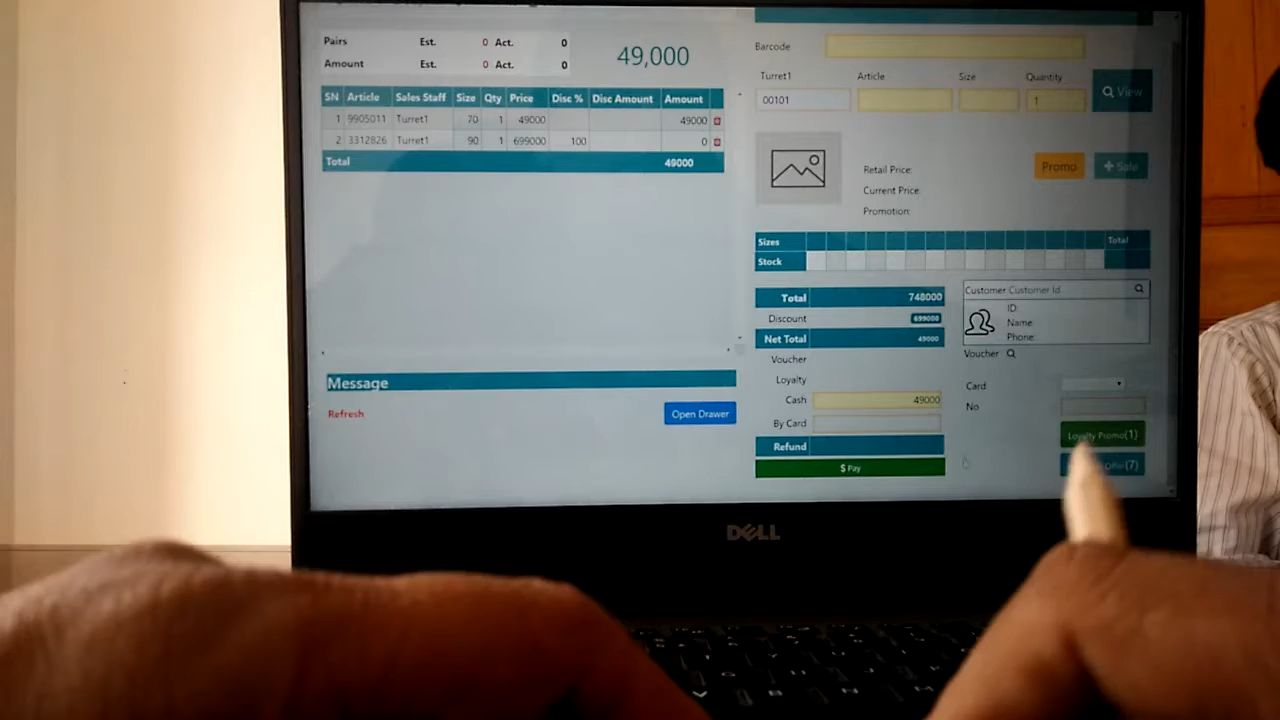 Pairs Est. 0 Act. 0
Amount Est. 0 Act. 0
49,000
SN Article Sales Staff Size Qty Price Disc % Disc Amount Amount
1 9905011 Turret1 70 1 49000 49000
2 3312826 Turret1 90 1 699000 100 0
Total 49000
Message
Refresh
Open Drawer
Barcode
Turret1 Article Size Quantity
00101 1
View
Retail Price:
Current Price:
Promotion:
Promo
Sale
Sizes Total
Stock
Total 748000
Discount 699000
Net Total 49000
Voucher
Loyalty
Cash 49000
By Card
Refund
$ Pay
Customer Customer Id
ID:
Name:
Phone:
Voucher
Card
No
Loyalty Promo(1)
(7)
DELL